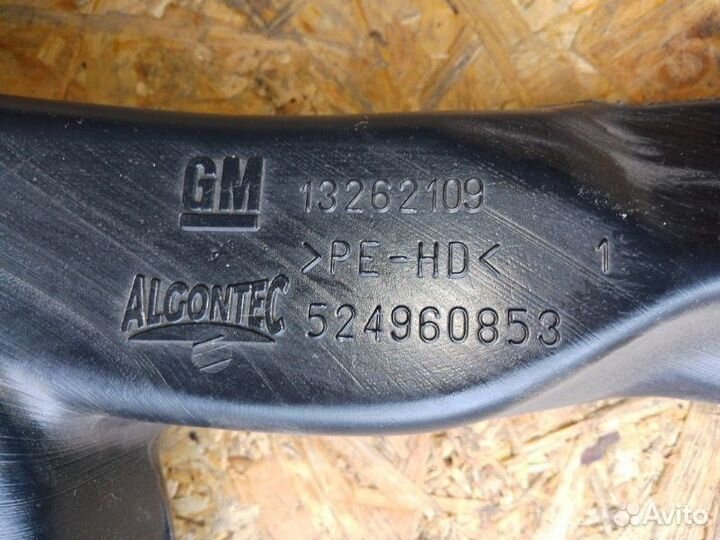 GM 13262109
>PE-HD< 1
ALGONTEC 524960853
Avito